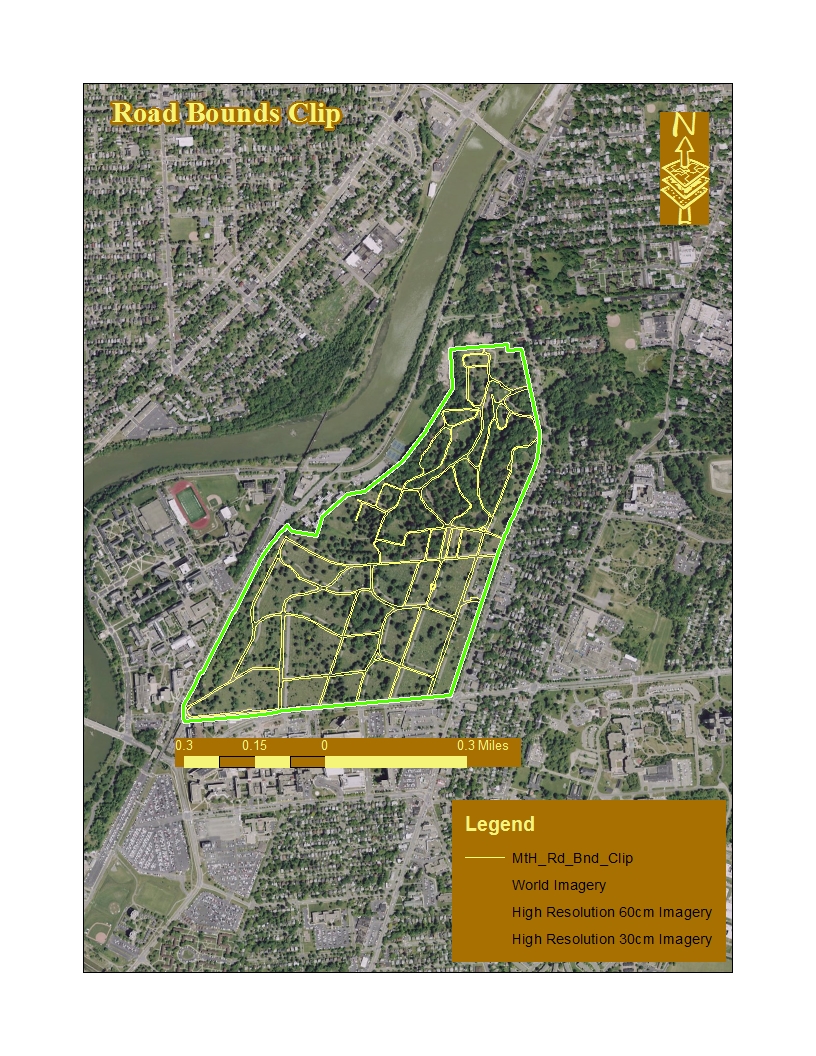 Road Bounds Clip
N
0.3 0.15 0 0.3 Miles
Legend
MtH_Rd_Bnd_Clip
World Imagery
High Resolution 60cm Imagery
High Resolution 30cm Imagery